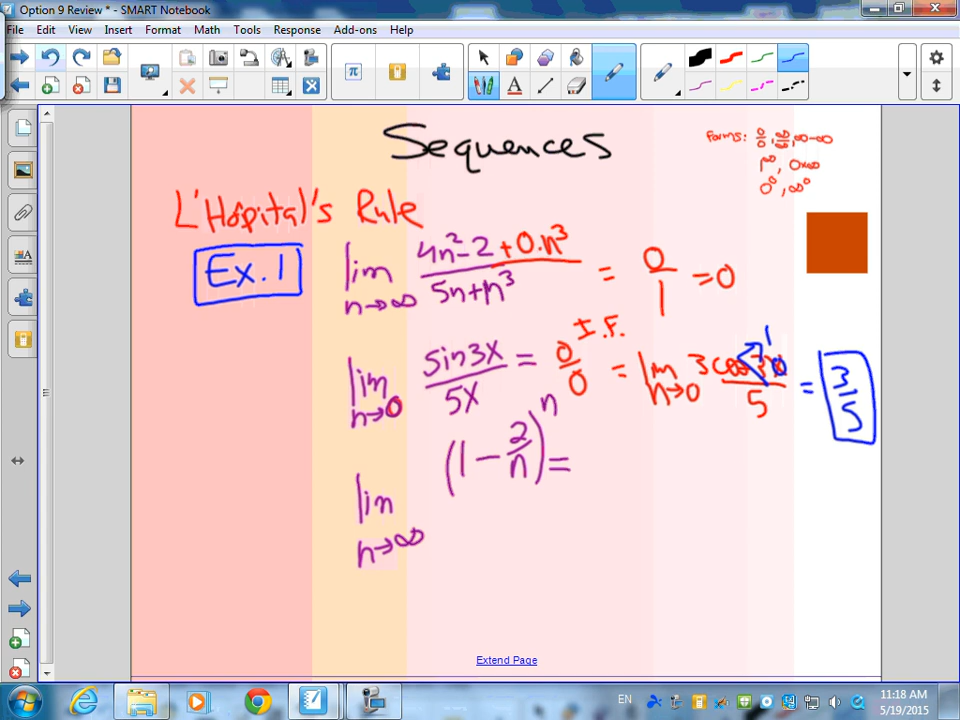 Option 9 Review * - SMART Notebook
File Edit View Insert Format Math Tools Response Add-ons Help
Sequences
Forms: 0/0, ∞/∞, ∞-∞
1^∞, 0×∞
0^0, ∞^0
L'Hopital's Rule
Ex. 1
lim n→∞ (4n²-2+0.n³)/(5n+n³) = 0/1 = 0
lim n→0 sin3x/5x = 0/0 I.F. = lim n→0 3cos3x/5 = 3/5
1
0
lim n→∞ (1 - 2/n)^n =
Extend Page
EN
11:18 AM
5/19/2015